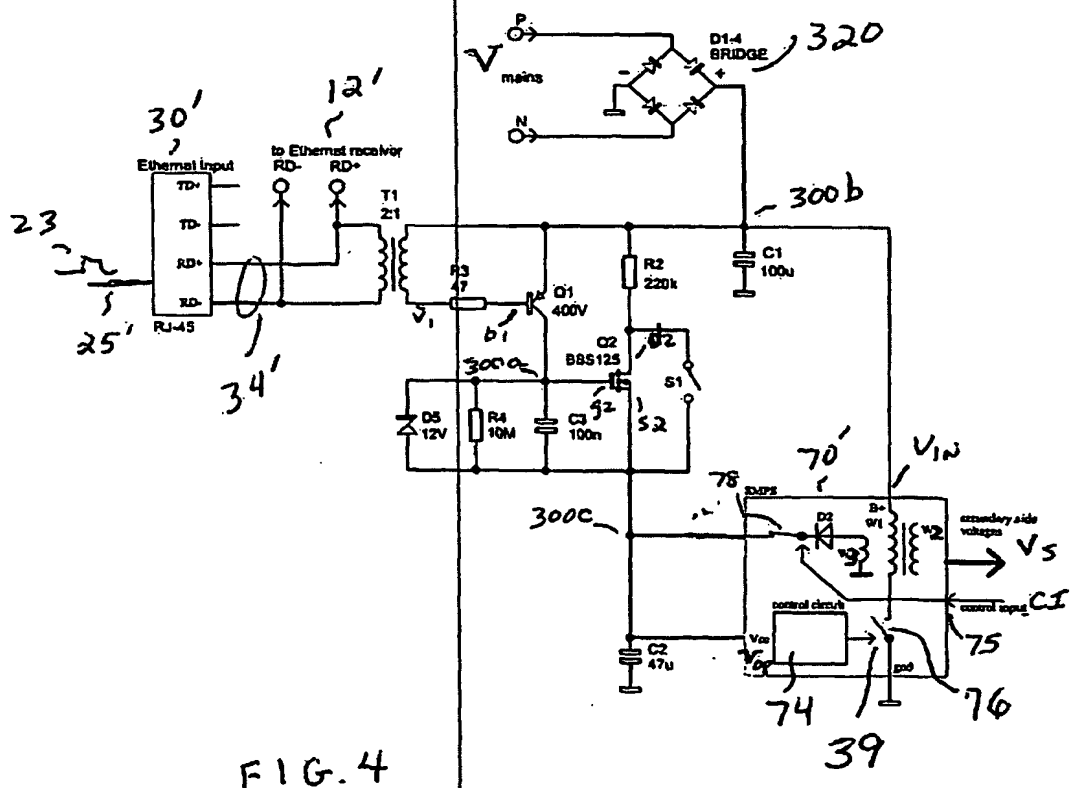 P
D1-4
BRIDGE
320
V
mains
-
+
N
30'
12'
Ethernet Input
to Ethernet receiver
RD-
RD+
TD+
TD-
RD+
RD-
RJ-45
23
25'
34'
T1
2:1
V1
R3
47
b1
Q1
400V
300a
R2
220k
300b
C1
100u
Q2
BSS125
g2
d2
s2
S1
D5
12V
R4
10M
C3
100n
300c
78
SMPS
70'
VIN
B+
W1
W2
W3
D2
secondary side
voltages
VS
control input
CI
75
control circuit
Vcc
gnd
C2
47u
74
39
76
FIG. 4